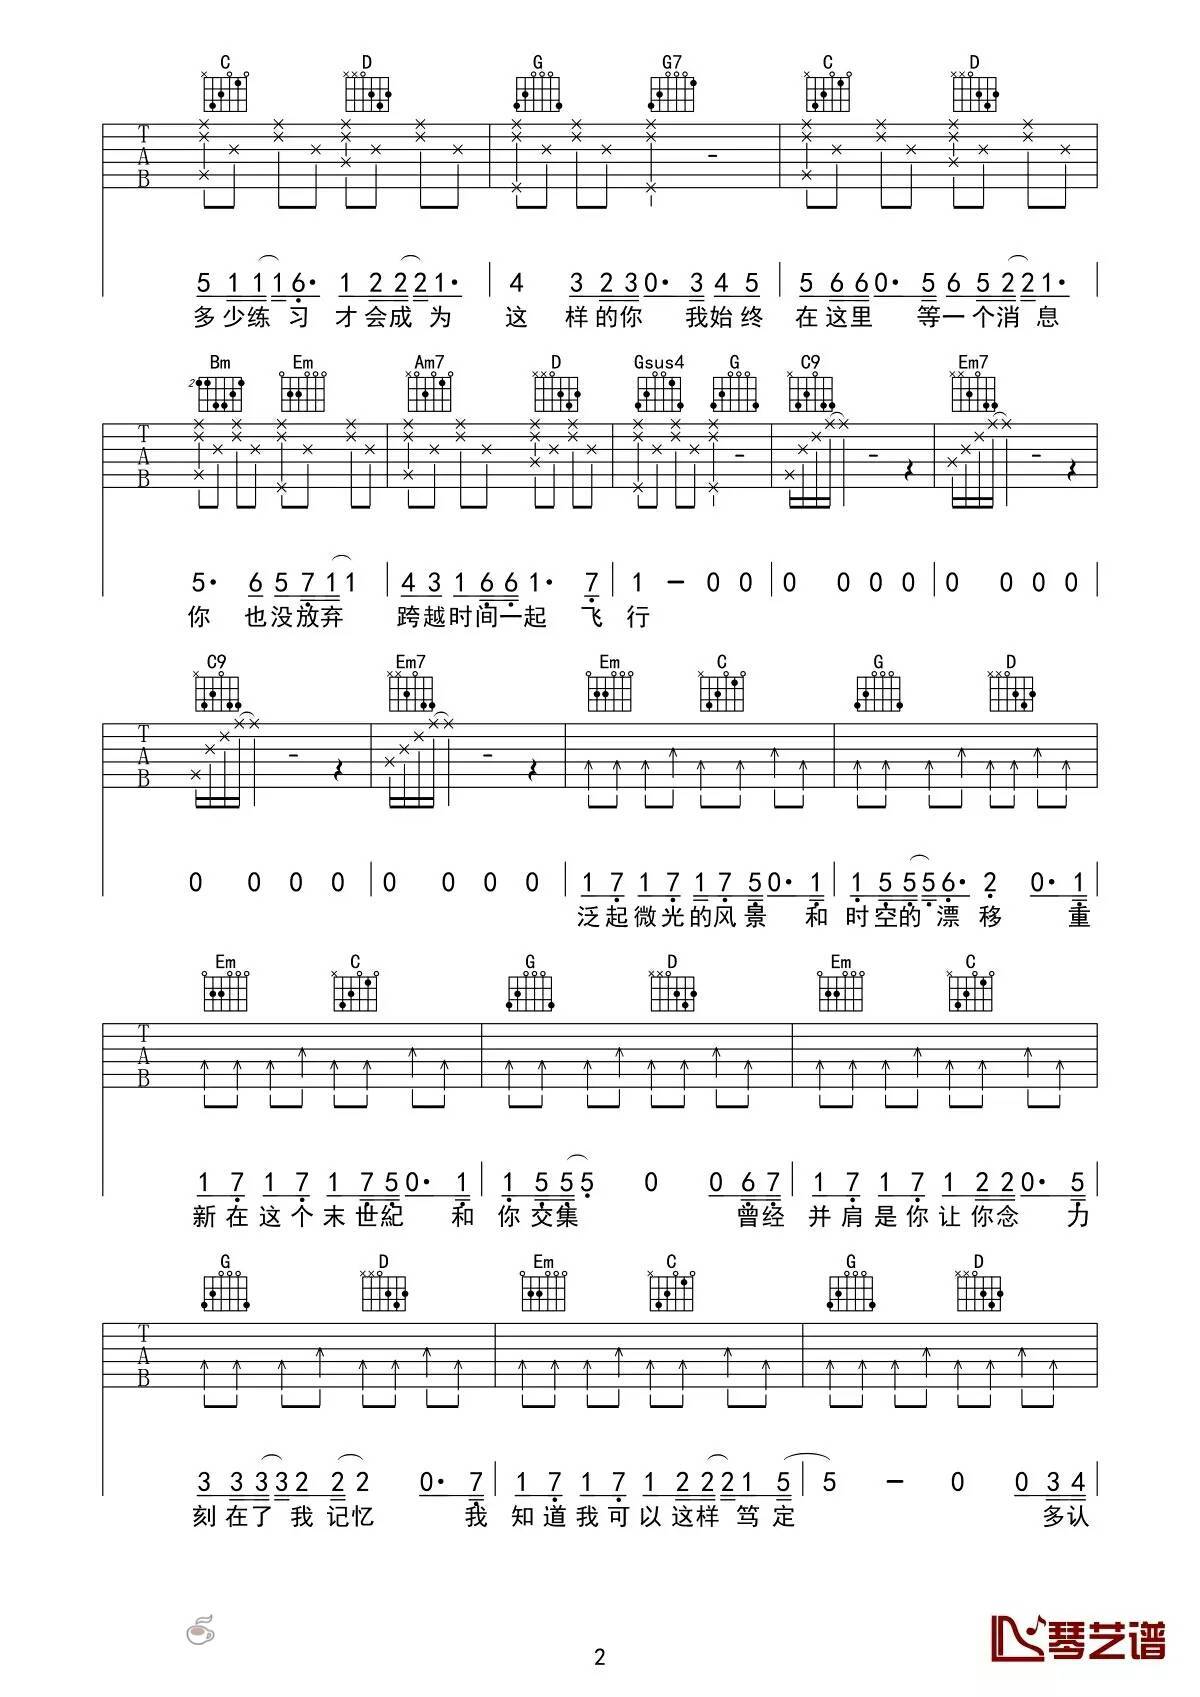 C D G G7 C D
T A B
5 1 1 1 6· 1 2 2 2 1· 4 3 2 3 0· 3 4 5 5 6 6 0· 5 6 5 2 2 1·
多少练习 才会成为 这样的你 我始终 在这里 等一个消息
Bm Em Am7 D Gsus4 G C9 Em7
2
T A B
5· 6 5 7 1 1 4 3 1 6 6 1· 7 1 – 0 0 0 0 0 0 0 0 0 0
你 也没放弃 跨越时间一起 飞行
C9 Em7 Em C G D
T A B
0 0 0 0 0 0 0 0 1 7 1 7 1 7 5 0· 1 1 5 5 5 6· 2 0· 1
泛起微光的风景 和 时空的 漂移 重
Em C G D Em C
T A B
1 7 1 7 1 7 5 0· 1 1 5 5 5 0 0 6 7 1 7 1 7 1 2 2 0· 5
新在这个末世紀 和 你交集 曾经 并肩是你让你念 力
G D Em C G D
T A B
3 3 3 3 2 2 2 0· 7 1 7 1 7 1 2 2 2 1 5 5 – 0 0 3 4
刻在了我记忆 我 知道我可以这样笃定 多认
2
琴艺谱